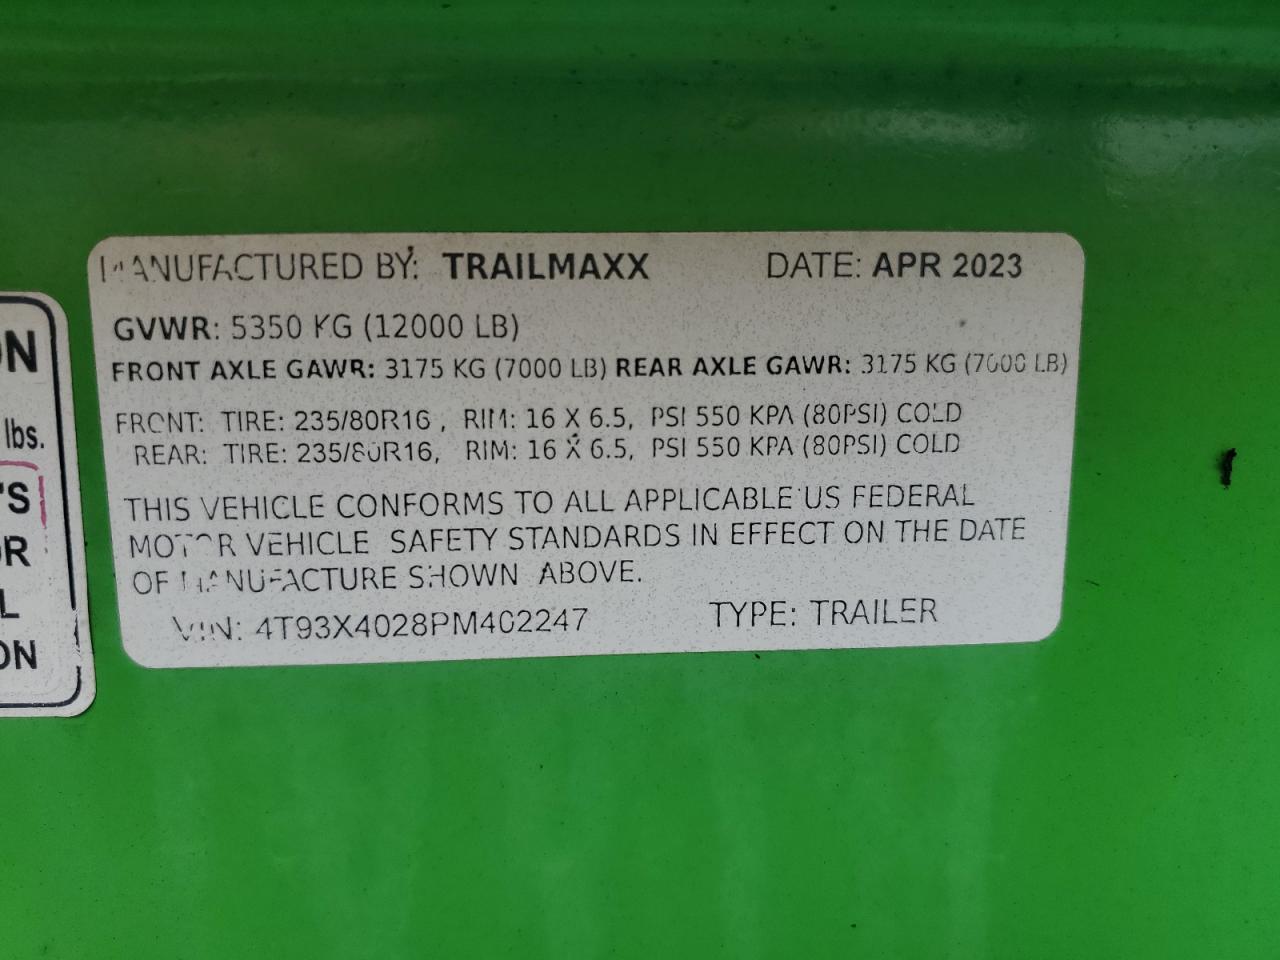 MANUFACTURED BY: TRAILMAXX DATE: APR 2023
GVWR: 5350 KG (12000 LB)
FRONT AXLE GAWR: 3175 KG (7000 LB) REAR AXLE GAWR: 3175 KG (7000 LB)
FRONT: TIRE: 235/80R16 , RIM: 16 X 6.5, PSI 550 KPA (80PSI) COLD
REAR: TIRE: 235/80R16, RIM: 16 X 6.5, PSI 550 KPA (80PSI) COLD
THIS VEHICLE CONFORMS TO ALL APPLICABLE US FEDERAL
MOTOR VEHICLE SAFETY STANDARDS IN EFFECT ON THE DATE
OF MANUFACTURE SHOWN ABOVE.
VIN: 4T93X4028PM402247 TYPE: TRAILER
ON
lbs.
'S
OR
L
ON